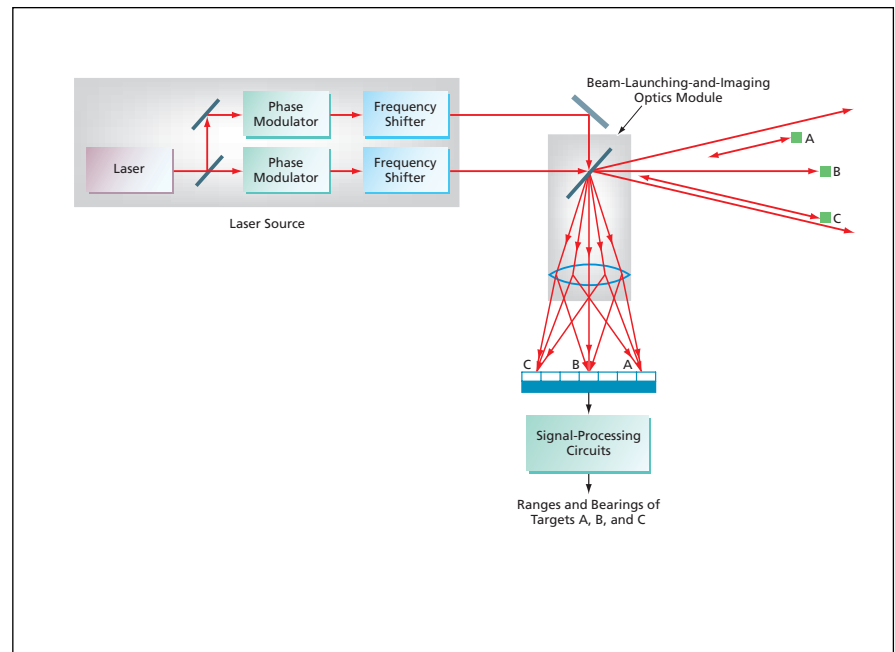 Beam-Launching-and-Imaging
Optics Module
Phase
Modulator
Frequency
Shifter
A
Laser
Phase
Modulator
Frequency
Shifter
B
C
Laser Source
C
B
A
Signal-Processing
Circuits
Ranges and Bearings of
Targets A, B, and C